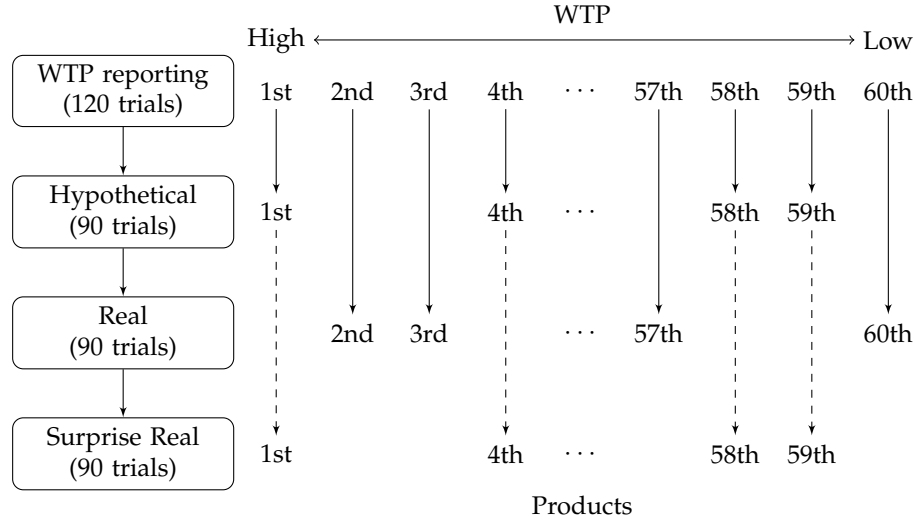 WTP
High Low
WTP reporting
(120 trials)
1st 2nd 3rd 4th · · · 57th 58th 59th 60th
Hypothetical
(90 trials)
1st 4th · · · 58th 59th
Real
(90 trials)
2nd 3rd · · · 57th 60th
Surprise Real
(90 trials)
1st 4th · · · 58th 59th
Products